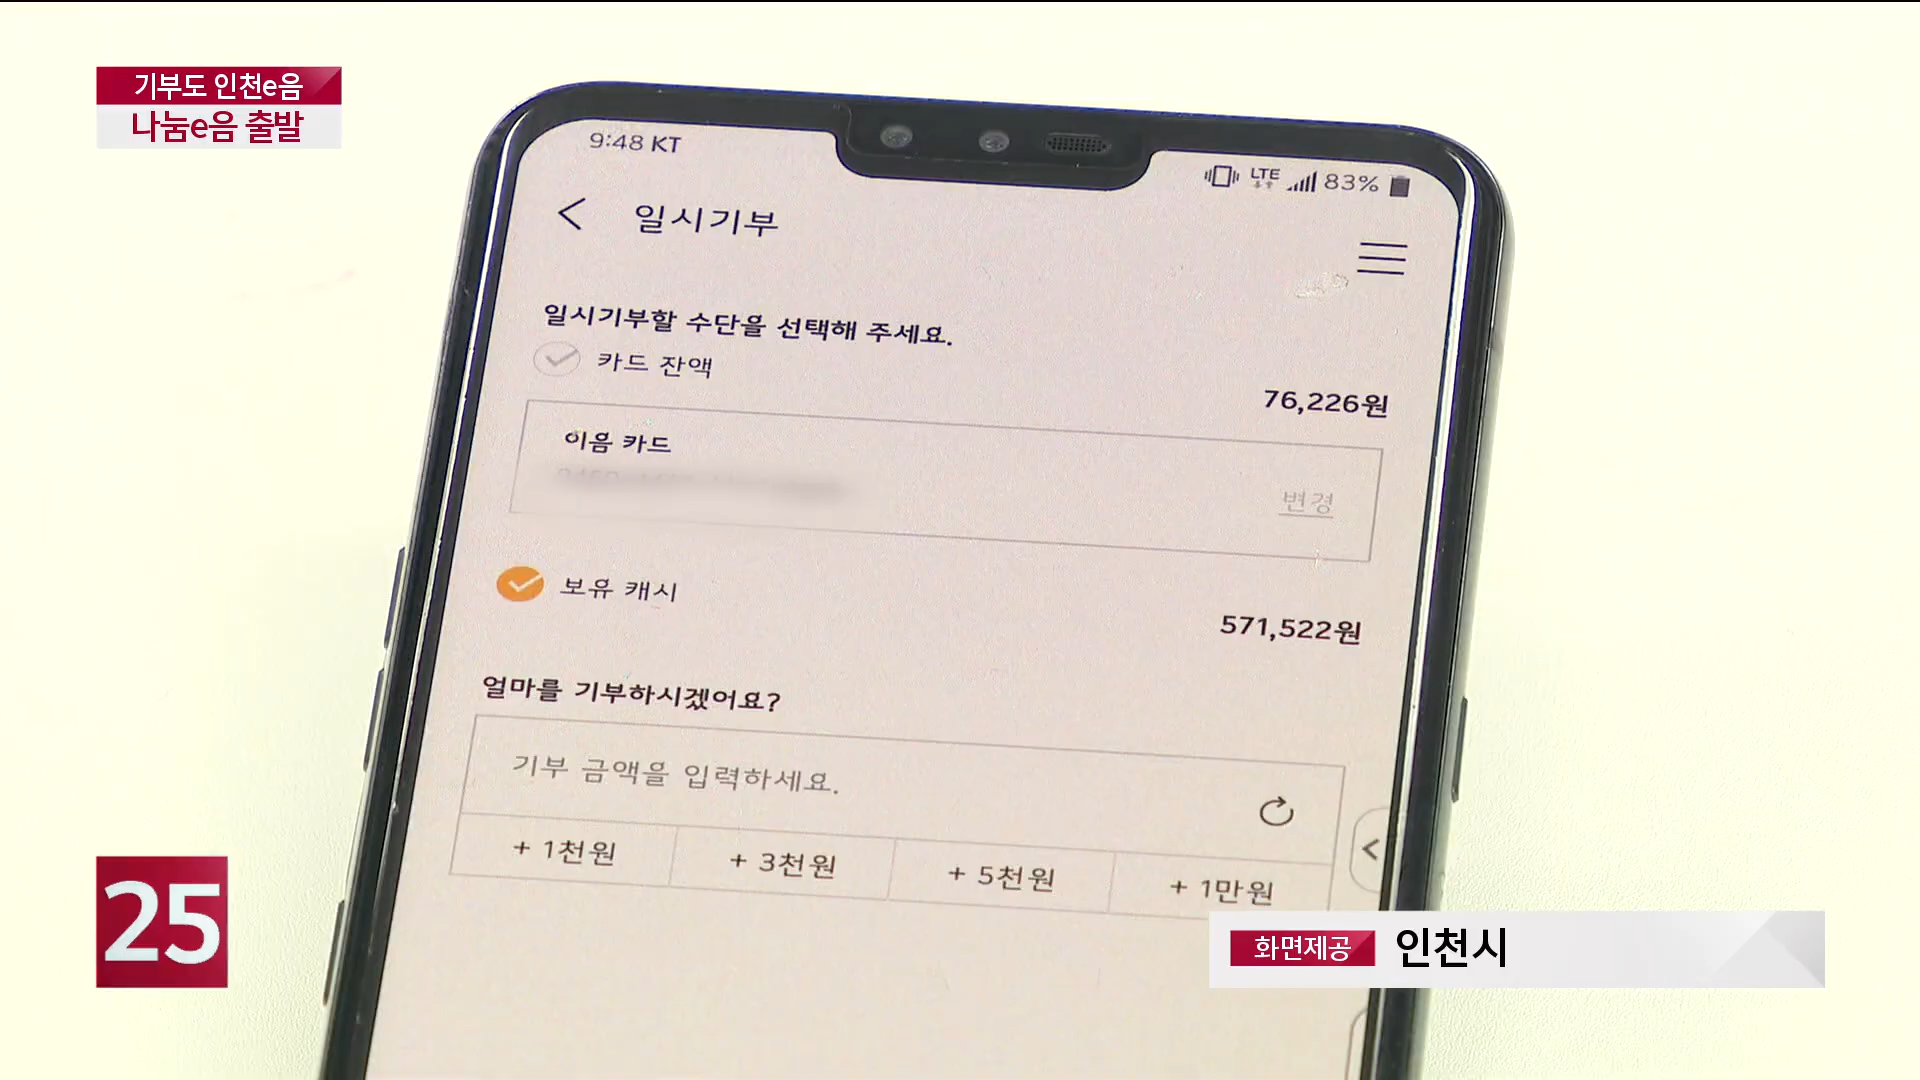 기부도 인천e음
나눔e음 출발
9:48 KT
LTE 83%
일시기부
일시기부할 수단을 선택해 주세요.
카드 잔액
76,226원
이음 카드
변경
보유 캐시
571,522원
얼마를 기부하시겠어요?
기부 금액을 입력하세요.
+ 1천원 + 3천원 + 5천원 + 1만원
25
화면제공 인천시